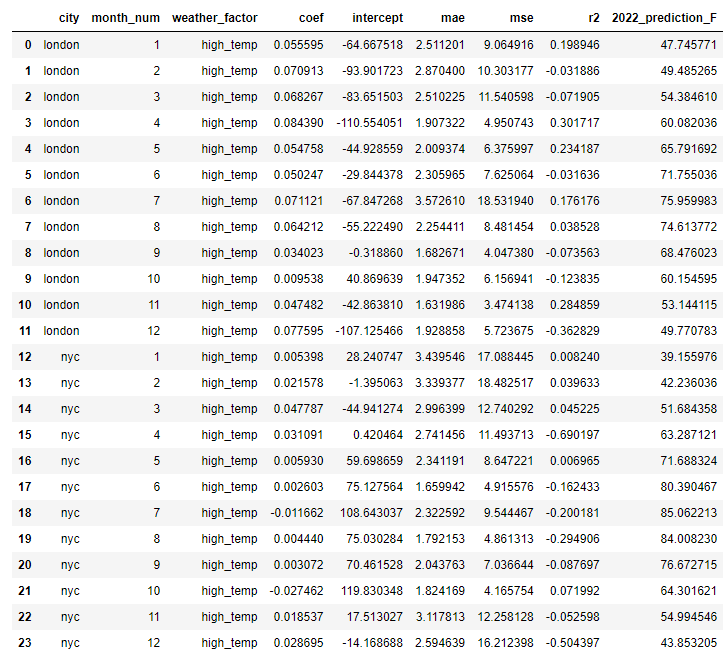 city month_num weather_factor coef intercept mae mse r2 2022_prediction_F
0 london 1 high_temp 0.055595 -64.667518 2.511201 9.064916 0.198946 47.745771
1 london 2 high_temp 0.070913 -93.901723 2.870400 10.303177 -0.031886 49.485265
2 london 3 high_temp 0.068267 -83.651503 2.510225 11.540598 -0.071905 54.384610
3 london 4 high_temp 0.084390 -110.554051 1.907322 4.950743 0.301717 60.082036
4 london 5 high_temp 0.054758 -44.928559 2.009374 6.375997 0.234187 65.791692
5 london 6 high_temp 0.050247 -29.844378 2.305965 7.625064 -0.031636 71.755036
6 london 7 high_temp 0.071121 -67.847268 3.572610 18.531940 0.176176 75.959983
7 london 8 high_temp 0.064212 -55.222490 2.254411 8.481454 0.038528 74.613772
8 london 9 high_temp 0.034023 -0.318860 1.682671 4.047380 -0.073563 68.476023
9 london 10 high_temp 0.009538 40.869639 1.947352 6.156941 -0.123835 60.154595
10 london 11 high_temp 0.047482 -42.863810 1.631986 3.474138 0.284859 53.144115
11 london 12 high_temp 0.077595 -107.125466 1.928858 5.723675 -0.362829 49.770783
12 nyc 1 high_temp 0.005398 28.240747 3.439546 17.088445 0.008240 39.155976
13 nyc 2 high_temp 0.021578 -1.395063 3.339377 18.482517 0.039633 42.236036
14 nyc 3 high_temp 0.047787 -44.941274 2.996399 12.740292 0.045225 51.684358
15 nyc 4 high_temp 0.031091 0.420464 2.741456 11.493713 -0.690197 63.287121
16 nyc 5 high_temp 0.005930 59.698659 2.341191 8.647221 0.006965 71.688324
17 nyc 6 high_temp 0.002603 75.127564 1.659942 4.915576 -0.162433 80.390467
18 nyc 7 high_temp -0.011662 108.643037 2.322592 9.544467 -0.200181 85.062213
19 nyc 8 high_temp 0.004440 75.030284 1.792153 4.861313 -0.294906 84.008230
20 nyc 9 high_temp 0.003072 70.461528 2.043763 7.036644 -0.087697 76.672715
21 nyc 10 high_temp -0.027462 119.830348 1.824169 4.165754 0.071992 64.301621
22 nyc 11 high_temp 0.018537 17.513027 3.117813 12.258128 -0.052598 54.994546
23 nyc 12 high_temp 0.028695 -14.168688 2.594639 16.212398 -0.504397 43.853205